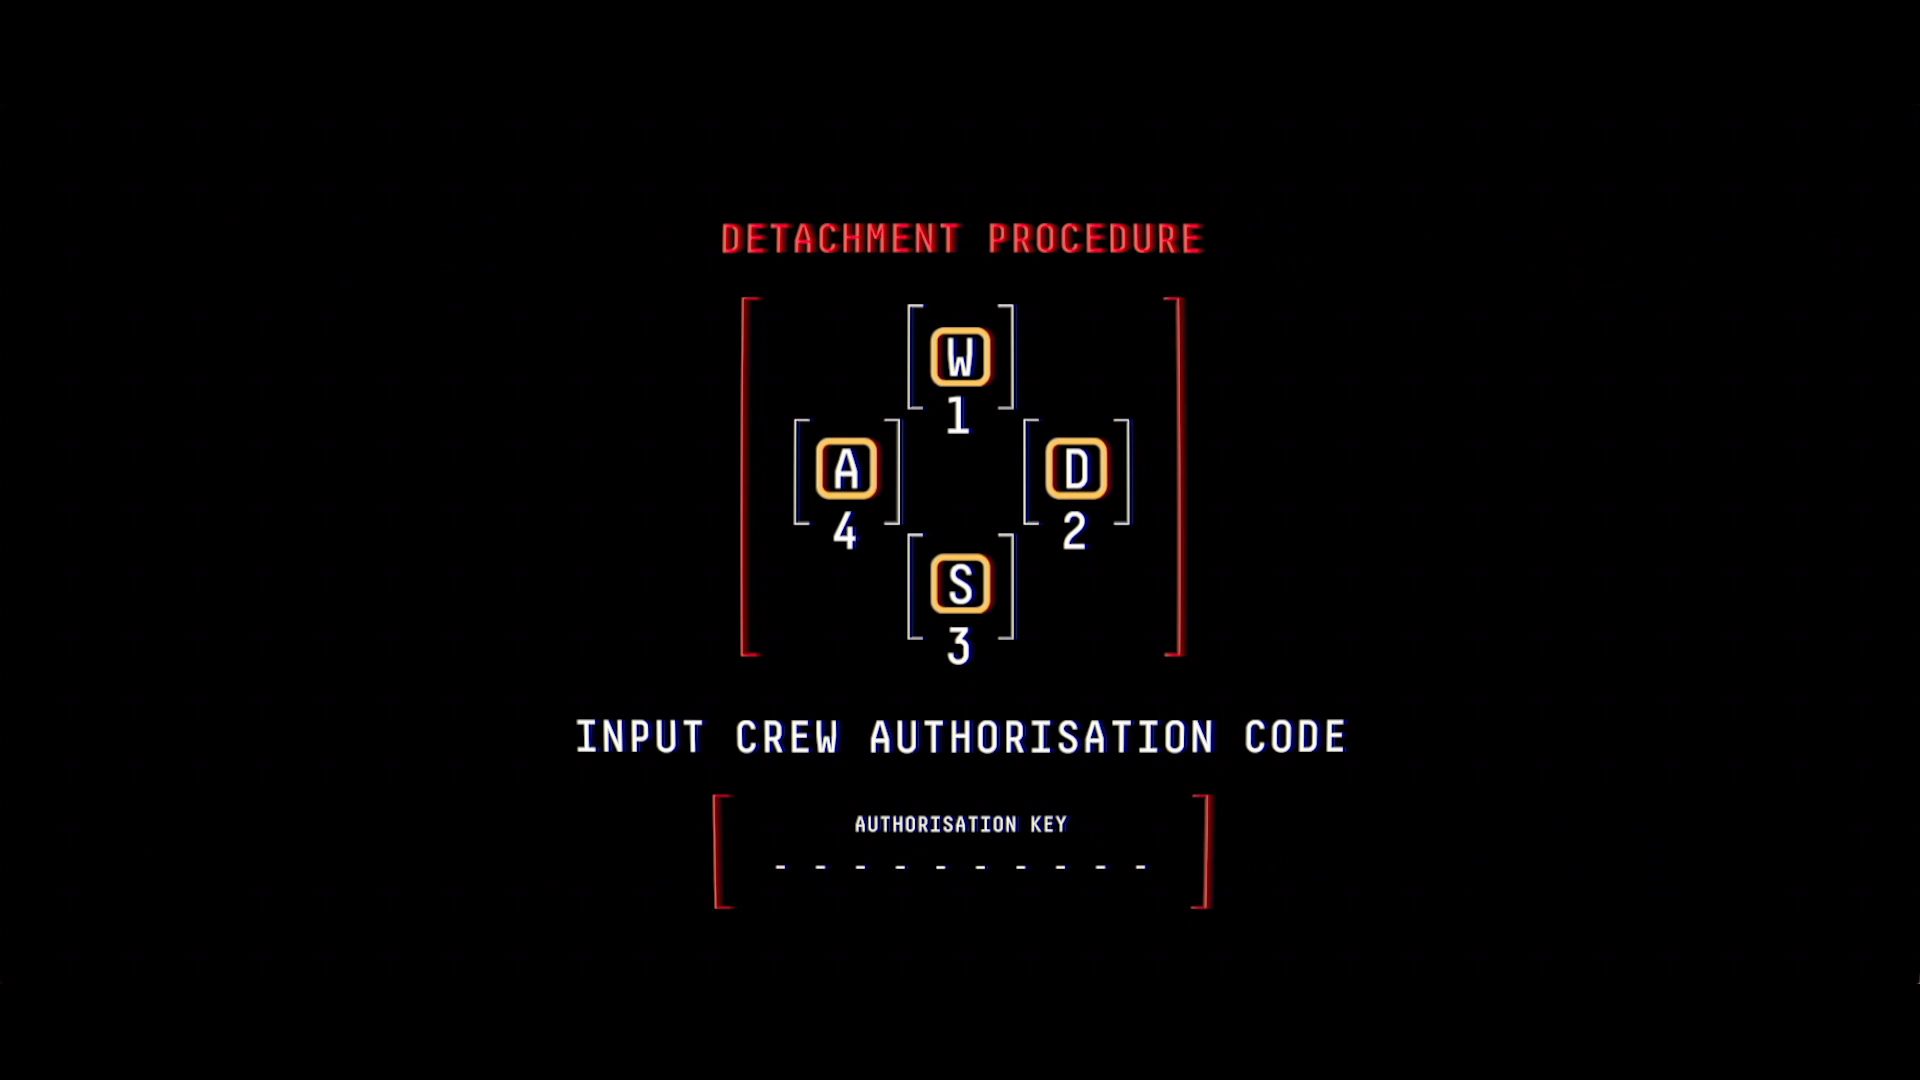 DETACHMENT PROCEDURE
W
1
A D
4 2
S
3
INPUT CREW AUTHORISATION CODE
AUTHORISATION KEY
- - - - - - - - - -